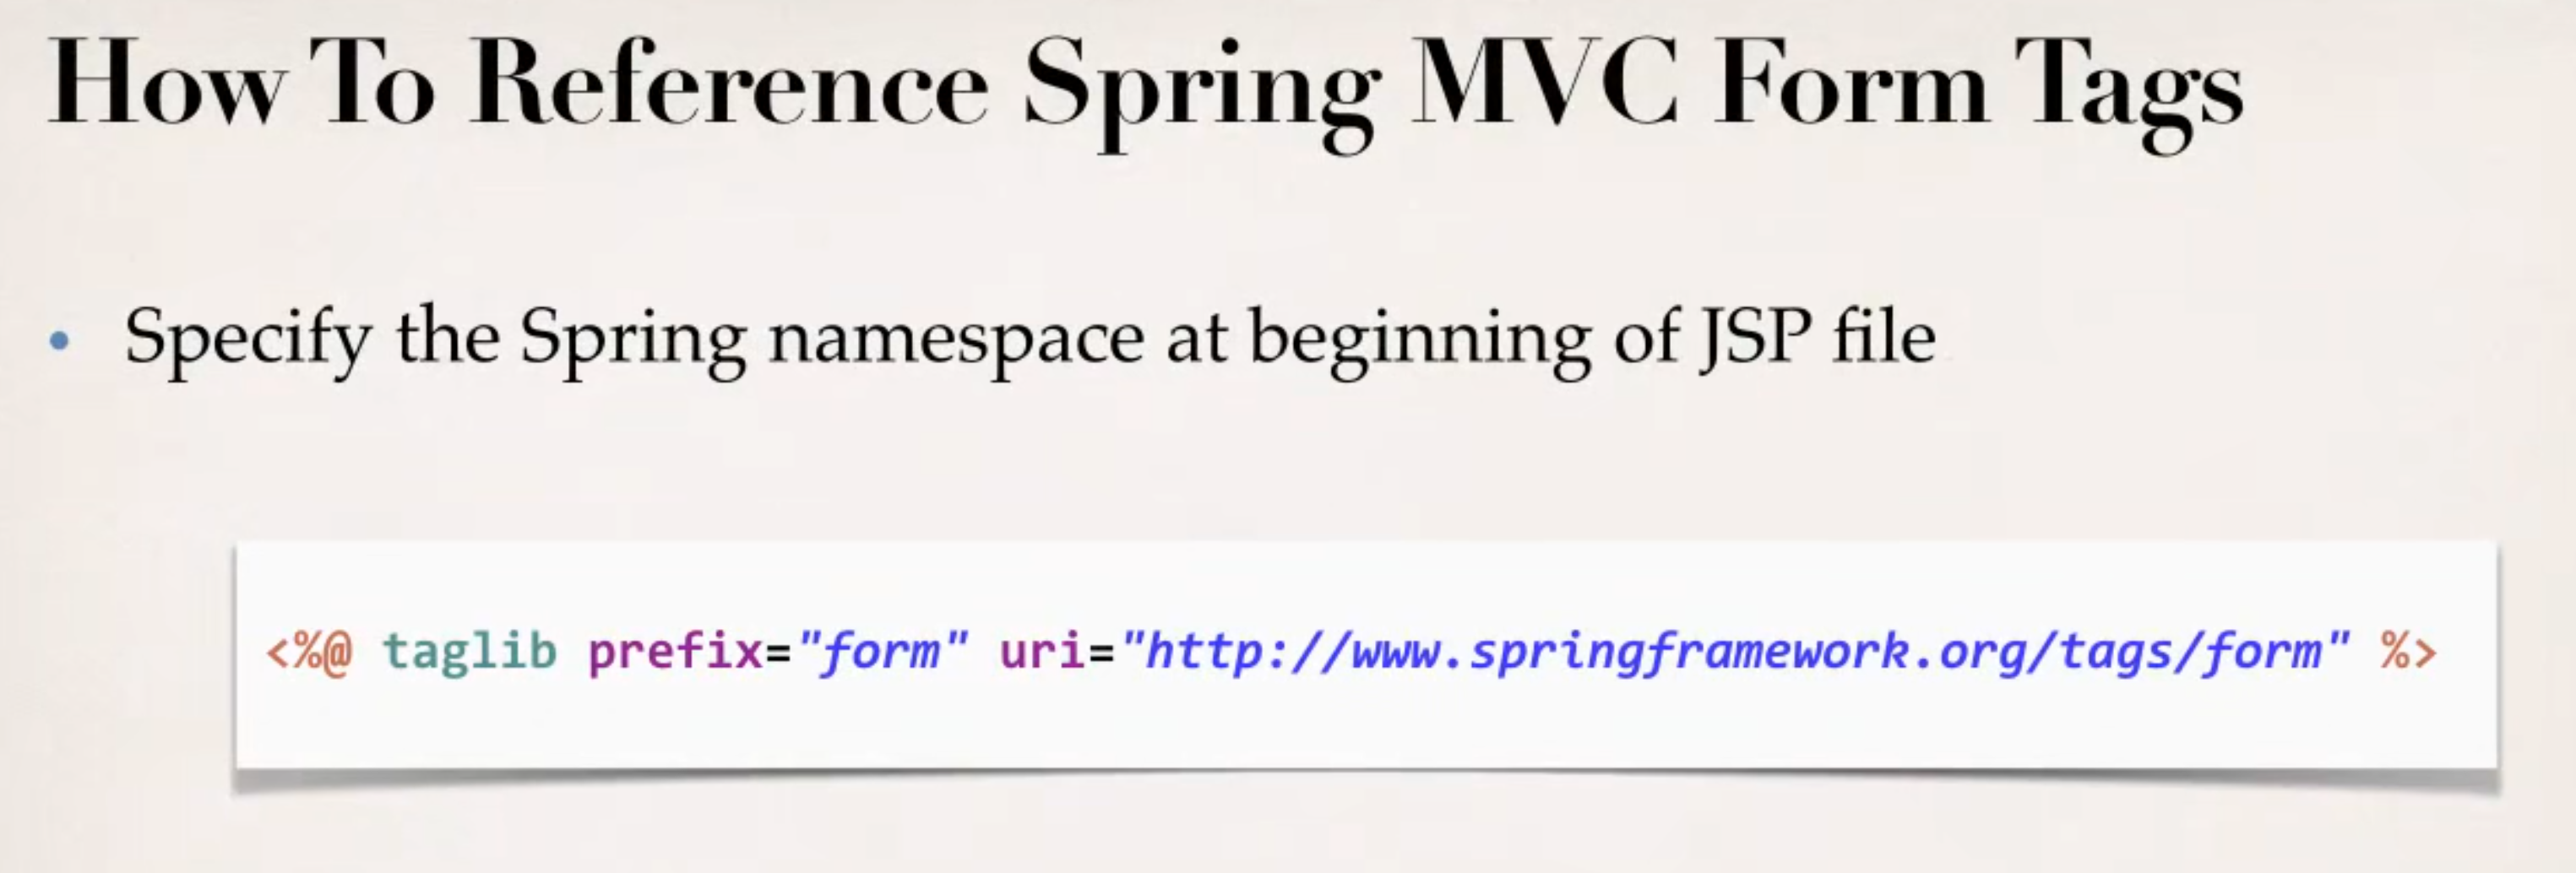 How To Reference Spring MVC Form Tags
• Specify the Spring namespace at beginning of JSP file
<%@ taglib prefix="form" uri="http://www.springframework.org/tags/form" %>